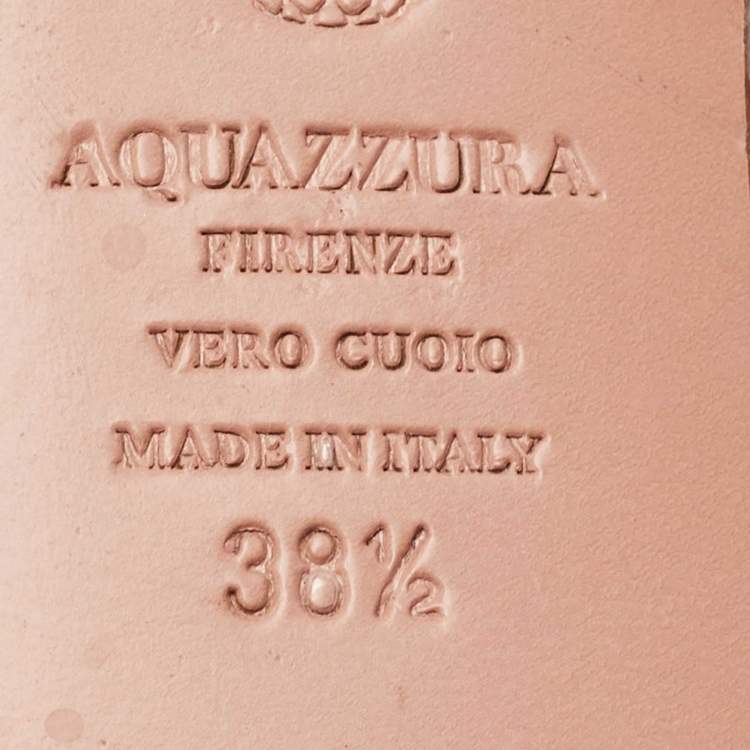 AQUAZZURA
FIRENZE
VERO CUOIO
MADE IN ITALY
38½